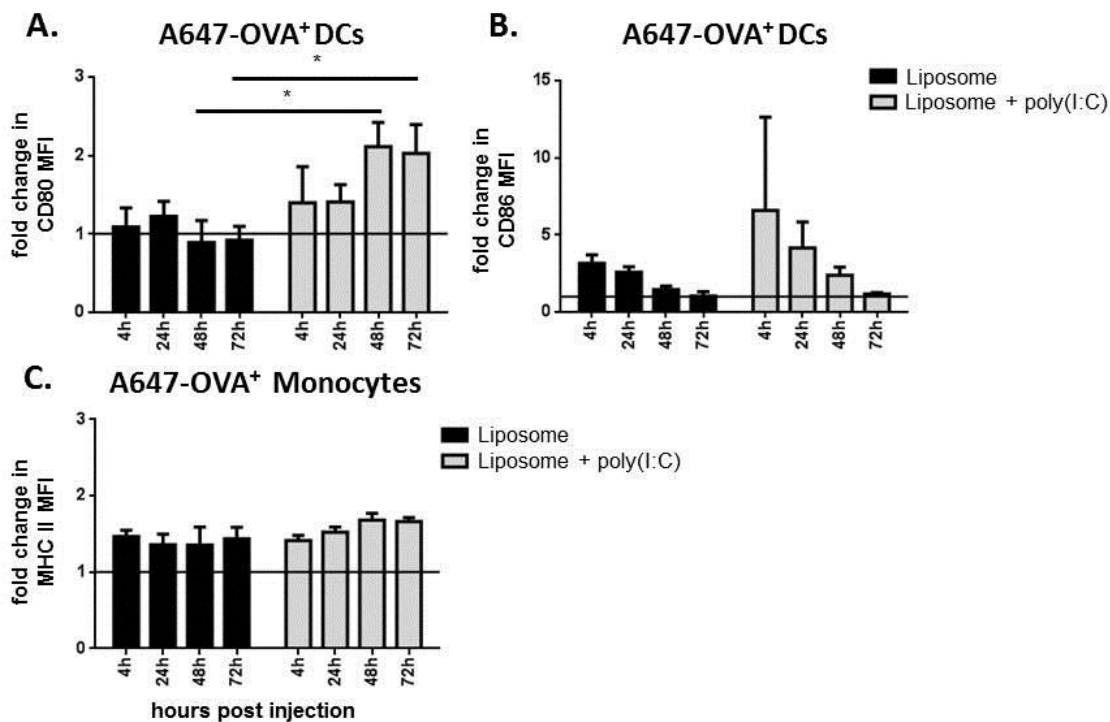 A.
A647-OVA+ DCs
fold change in
CD80 MFI
3
2
1
0
*
*
4h
24h
48h
72h
4h
24h
48h
72h
B.
A647-OVA+ DCs
fold change in
CD86 MFI
15
10
5
0
4h
24h
48h
72h
4h
24h
48h
72h
Liposome
Liposome + poly(I:C)
C.
A647-OVA+ Monocytes
fold change in
MHC II MFI
3
2
1
0
4h
24h
48h
72h
4h
24h
48h
72h
hours post injection
Liposome
Liposome + poly(I:C)